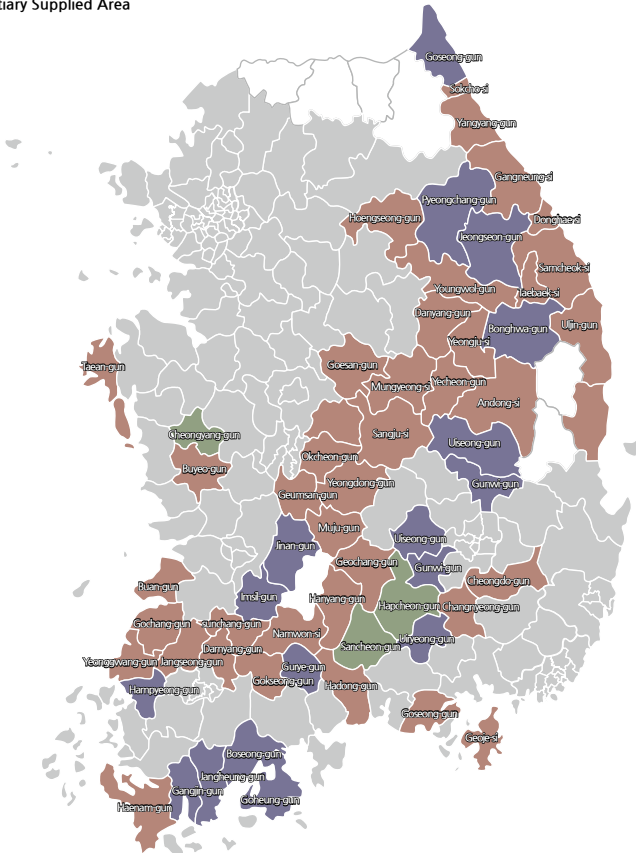 tiary Supplied Area
Goseong-gun
Sokcho-si
Yangyang-gun
Gangneung-si
Pyeongchang-gun
Hoengseong-gun
Donghae-si
Jeongseon-gun
Samcheok-si
Youngwol-gun
Taebaek-si
Danyang-gun
Uljin-gun
Bonghwa-gun
Yeongju-si
Taean-gun
Goesan-gun
Mungyeong-si
Yecheon-gun
Andong-si
Cheongyang-gun
Sangju-si
Uiseong-gun
Okcheon-gun
Buyeo-gun
Yeongdong-gun
Gunwi-gun
Geumsan-gun
Muju-gun
Uiseong-gun
Jinan-gun
Geochang-gun
Gunwi-gun
Cheongdo-gun
Buan-gun
Imsil-gun
Hanyang-gun
Hapcheon-gun
Changnyeong-gun
Gochang-gun
sunchang-gun
Namwon-si
Uiryeong-gun
Sancheon-gun
Damyang-gun
Yeonggwang-gun
Jangseong-gun
Gurye-gun
Gokseong-gun
Hadong-gun
Hampyeong-gun
Goseong-gun
Geoje-si
Boseong-gun
Jangheung-gun
Gangjin-gun
Goheung-gun
Haenam-gun